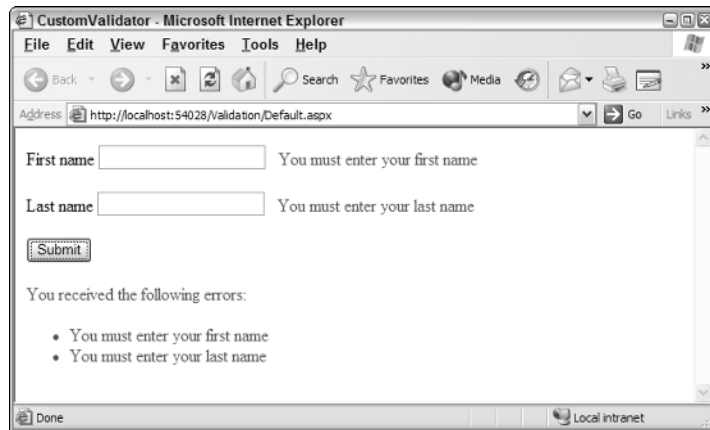 CustomValidator - Microsoft Internet Explorer
File Edit View Favorites Tools Help
Back Search Favorites Media »
Address http://localhost:54028/Validation/Default.aspx Go Links »
First name You must enter your first name
Last name You must enter your last name
Submit
You received the following errors:
• You must enter your first name
• You must enter your last name
Done Local intranet